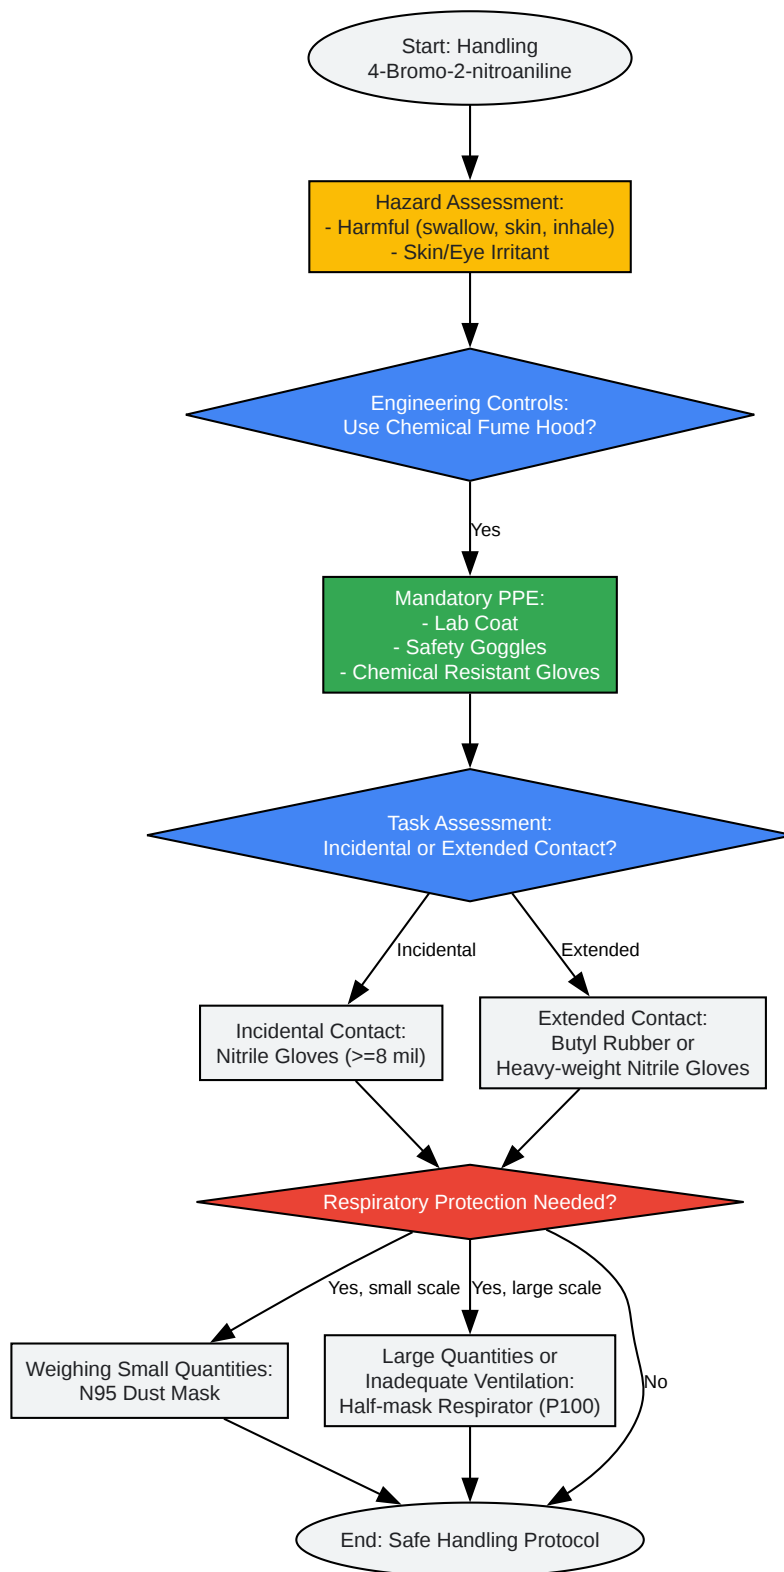 Start: Handling
4-Bromo-2-nitroaniline
Hazard Assessment:
- Harmful (swallow, skin, inhale)
- Skin/Eye Irritant
Engineering Controls:
Use Chemical Fume Hood?
Yes
Mandatory PPE:
- Lab Coat
- Safety Goggles
- Chemical Resistant Gloves
Task Assessment:
Incidental or Extended Contact?
Incidental
Extended
Incidental Contact:
Nitrile Gloves (>=8 mil)
Extended Contact:
Butyl Rubber or
Heavy-weight Nitrile Gloves
Respiratory Protection Needed?
Yes, small scale
Yes, large scale
No
Weighing Small Quantities:
N95 Dust Mask
Large Quantities or
Inadequate Ventilation:
Half-mask Respirator (P100)
End: Safe Handling Protocol